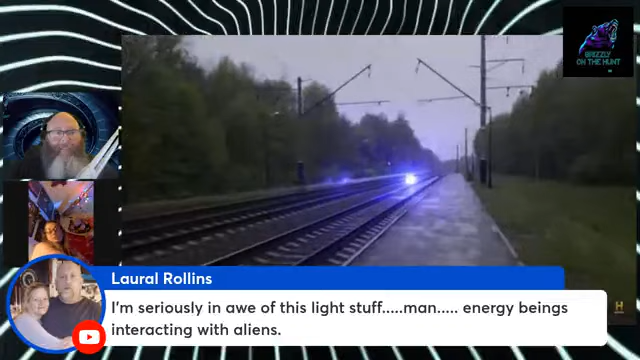 GRIZZLY
ON THE HUNT
Laural Rollins
I'm seriously in awe of this light stuff.....man..... energy beings
interacting with aliens.
H